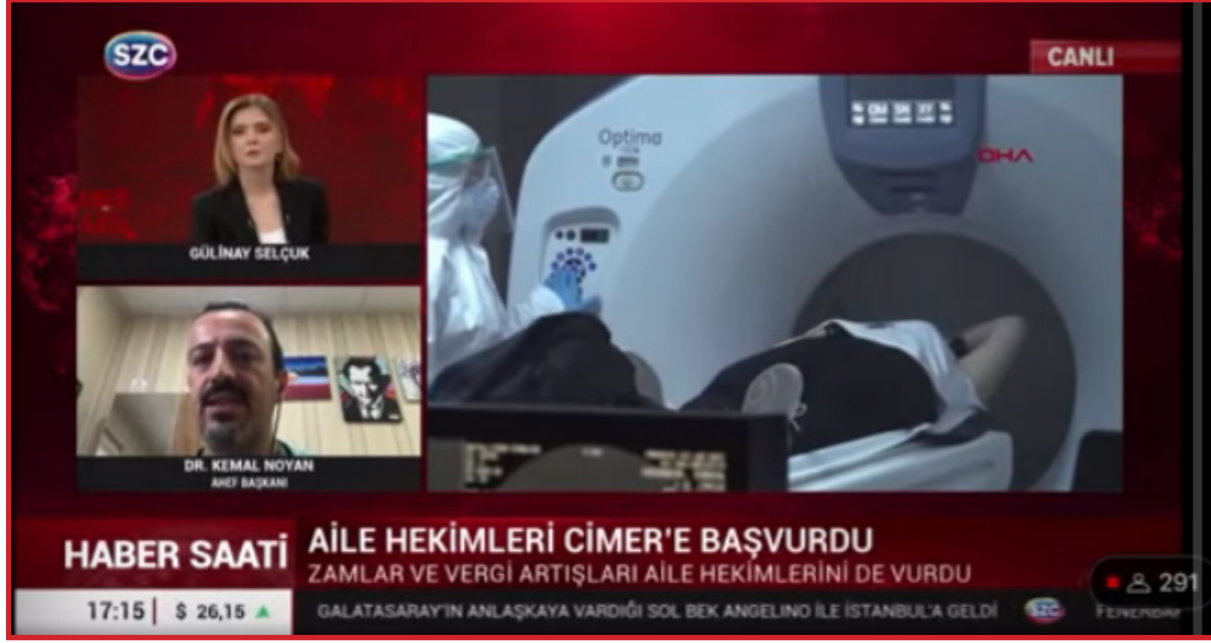 SZC
CANLI
Optima
DHA
GÜLİNAY SELÇUK
DR. KEMAL NOYAN
AHEF BAŞKANI
HABER SAATİ
AİLE HEKİMLERİ CİMER'E BAŞVURDU
ZAMLAR VE VERGİ ARTIŞLARI AİLE HEKİMLERİNİ DE VURDU
291
17:15 $ 26,15
GALATASARAY'IN ANLAŞKAYA VARDIĞI SOL BEK ANGELINO İLE İSTANBUL'A GELDİ SZC FENERBAH